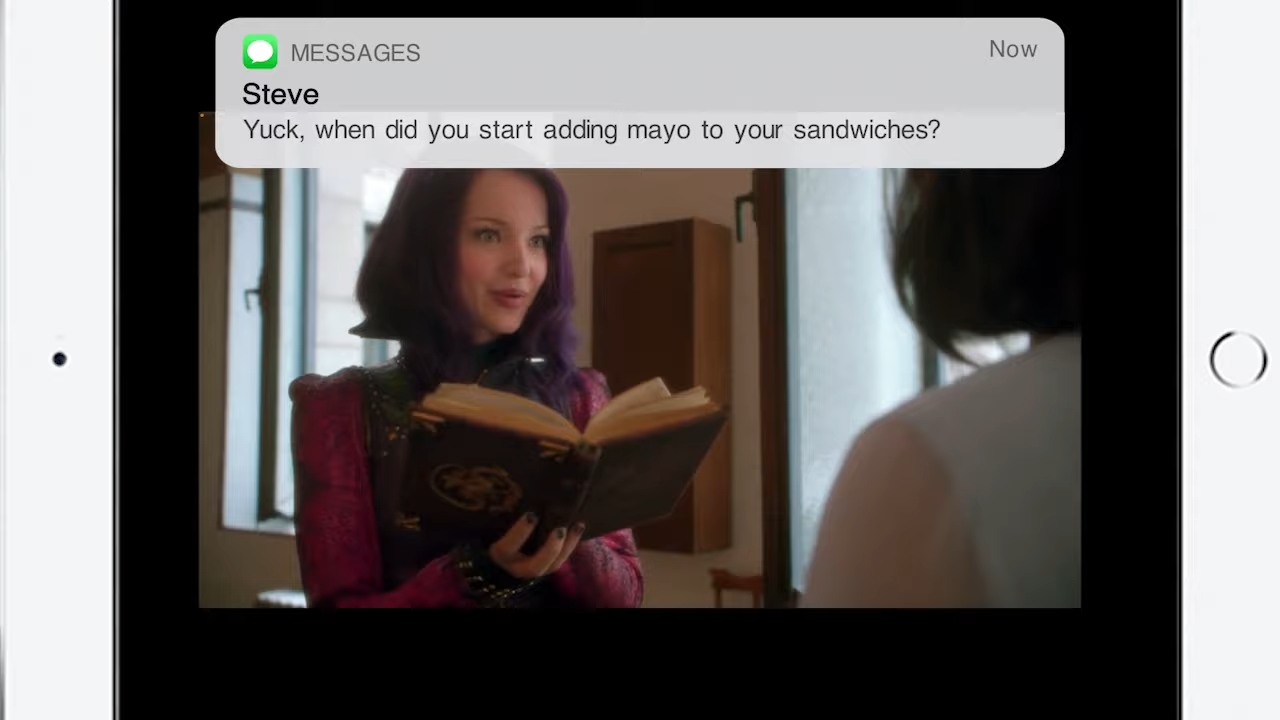 MESSAGES
Now
Steve
Yuck, when did you start adding mayo to your sandwiches?